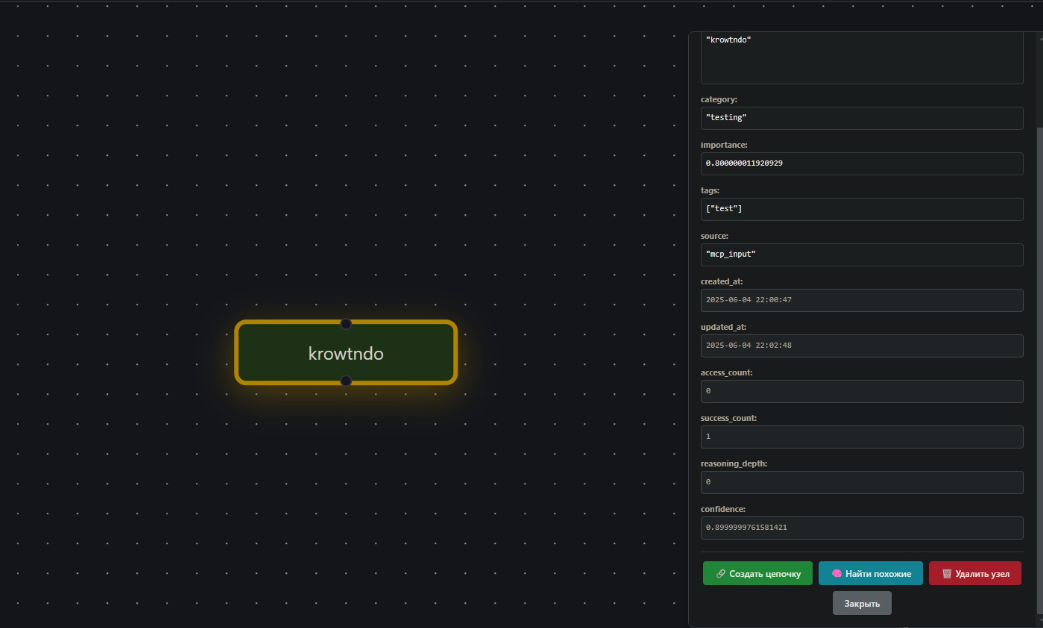 "krowtndo"
category:
"testing"
importance:
0.800000011920929
tags:
["test"]
source:
"mcp_input"
created_at:
2025-06-04 22:00:47
updated_at:
2025-06-04 22:02:48
access_count:
0
success_count:
1
reasoning_depth:
0
confidence:
0.8999999761581421
Создать цепочку
Найти похожие
Удалить узел
Закрыть
krowtndo